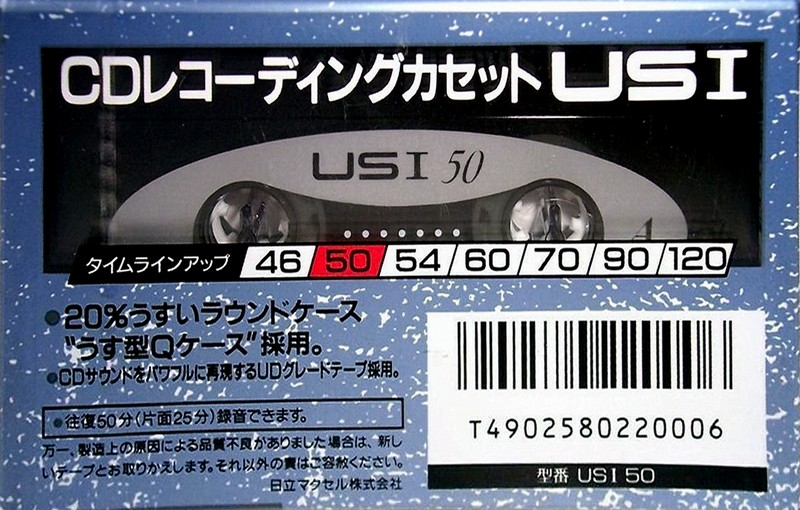 CDレコーディングカセット USI
USI 50
A
タイムラインアップ 46 50 54 60 70 90 120
●20%うすいラウンドケース
"うす型Qケース"採用。
●CDサウンドをパワフルに再現するUDグレードテープ採用。
●往復50分(片面25分)録音できます。
万一、製造上の原因による品質不良がありました場合は、新し
いテープとお取りかえします。それ以外の責はご容赦ください。
日立マクセル株式会社
T4902580220006
型番 USI 50